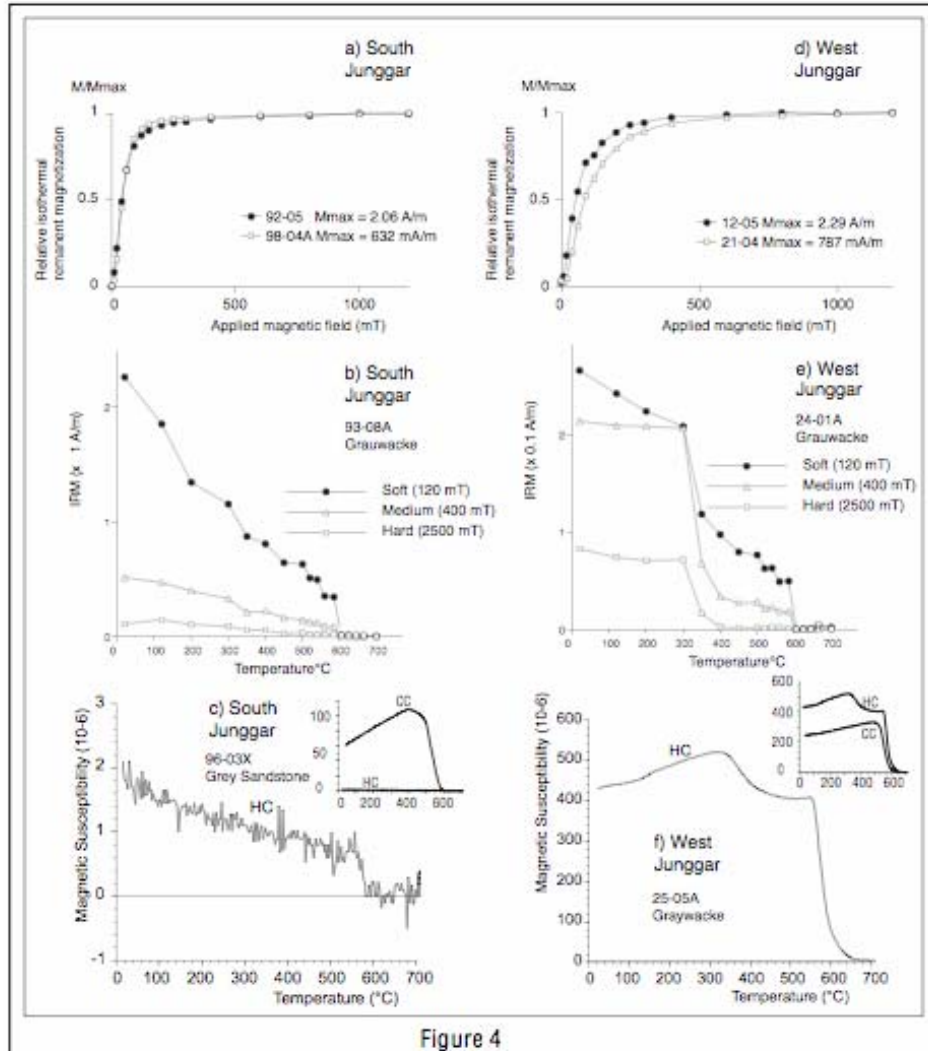 a) South
Junggar
M/Mmax
1
0.5
0
Relative isothermal
remanent magnetization
92-05 Mmax = 2.06 A/m
98-04A Mmax = 632 mA/m
0 500 1000
Applied magnetic field (mT)
d) West
Junggar
M/Mmax
1
0.5
0
Relative isothermal
remanent magnetization
12-05 Mmax = 2.29 A/m
21-04 Mmax = 787 mA/m
0 500 1000
Applied magnetic field (mT)
b) South
Junggar
93-08A
Grauwacke
IRM (x 1 A/m)
2
1
0
Soft (120 mT)
Medium (400 mT)
Hard (2500 mT)
0 100 200 300 400 500 600 700
Temperature°C
e) West
Junggar
24-01A
Grauwacke
IRM (x 0.1 A/m)
2
1
0
Soft (120 mT)
Medium (400 mT)
Hard (2500 mT)
0 100 200 300 400 500 600 700
Temperature°C
c) South
Junggar
96-03X
Grey Sandstone
Magnetic Susceptibility (10-6)
3
2
1
0
-1
HC
0 100 200 300 400 500 600 700
Temperature (°C)
CC
100
50
0
HC
0 200 400 600
f) West
Junggar
25-05A
Graywacke
Magnetic Susceptibility (10-6)
600
500
400
300
200
100
0
HC
0 100 200 300 400 500 600 700
Temperature (°C)
600
400
200
0
HC
CC
0 200 400 600
Figure 4